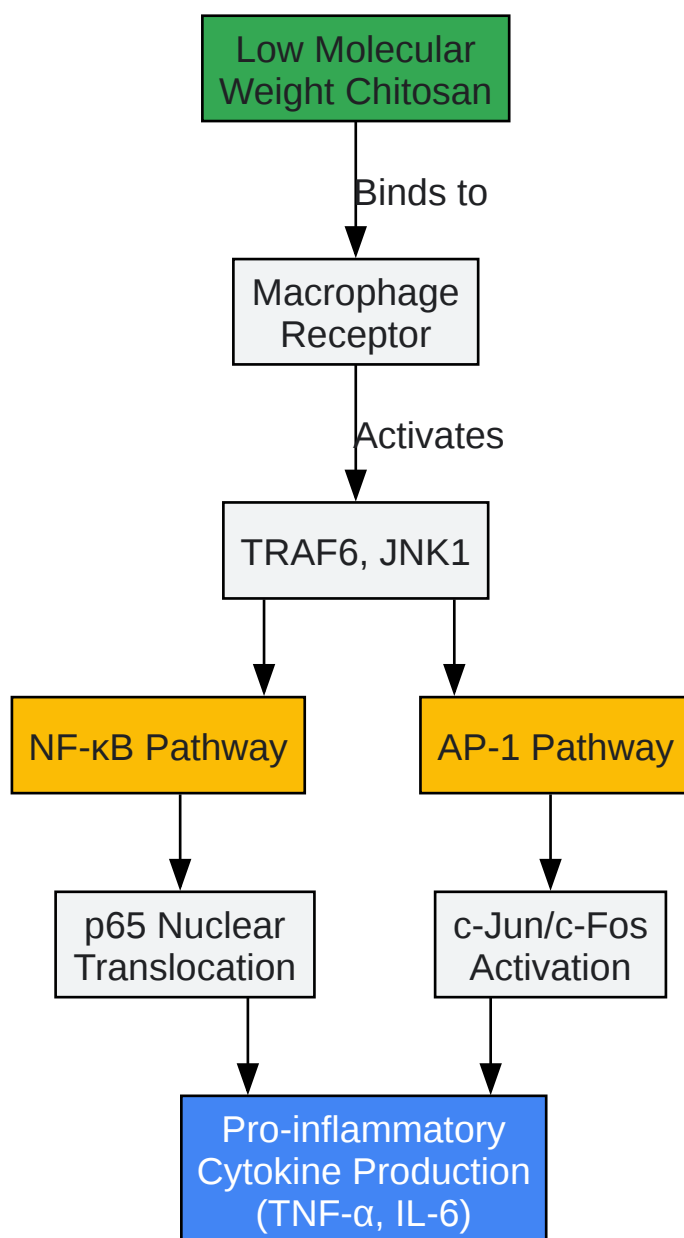 Low Molecular
Weight Chitosan
Binds to
Macrophage
Receptor
Activates
TRAF6, JNK1
NF-κB Pathway
AP-1 Pathway
p65 Nuclear
Translocation
c-Jun/c-Fos
Activation
Pro-inflammatory
Cytokine Production
(TNF-α, IL-6)